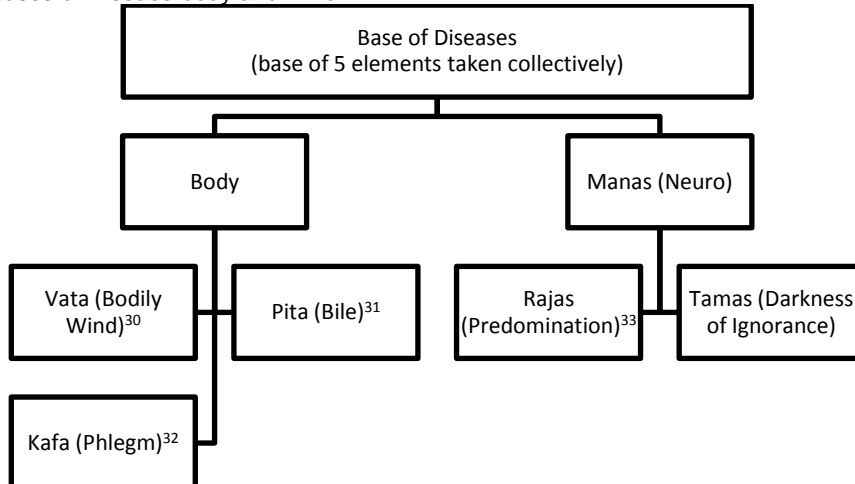 Base of Diseases
(base of 5 elements taken collectively)
Body
Manas (Neuro)
Vata (Bodily
Wind)30
Pita (Bile)31
Rajas
(Predomination)33
Tamas (Darkness
of Ignorance)
Kafa (Phlegm)32